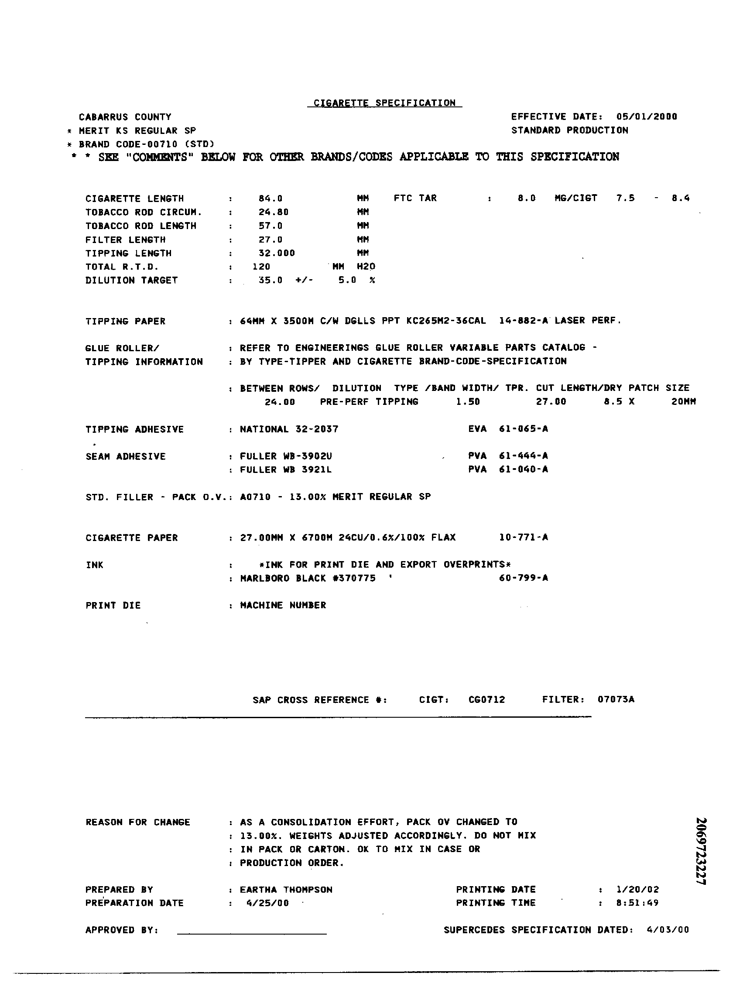 CIGARETTE SPECIFICATION
CABARRUS COUNTY EFFECTIVE DATE: 05/01/2000
* MERIT KS REGULAR SP STANDARD PRODUCTION
* BRAND CODE-00710 (STD)
* * SEE "COMMENTS" BELOW FOR OTHER BRANDS/CODES APPLICABLE TO THIS SPECIFICATION
CIGARETTE LENGTH : 84.0 MM FTC TAR : 8.0 MG/CIGT 7.5 - 8.4
TOBACCO ROD CIRCUM. : 24.80 MM
TOBACCO ROD LENGTH : 57.0 MM
FILTER LENGTH : 27.0 MM
TIPPING LENGTH : 32.000 MM
TOTAL R.T.D. : 120 MM H2O
DILUTION TARGET : 35.0 +/- 5.0 %
TIPPING PAPER : 64MM X 3500M C/W DGLLS PPT KC265M2-36CAL 14-882-A LASER PERF.
GLUE ROLLER/ : REFER TO ENGINEERINGS GLUE ROLLER VARIABLE PARTS CATALOG -
TIPPING INFORMATION : BY TYPE-TIPPER AND CIGARETTE BRAND-CODE-SPECIFICATION
: BETWEEN ROWS/ DILUTION TYPE /BAND WIDTH/ TPR. CUT LENGTH/DRY PATCH SIZE
24.00 PRE-PERF TIPPING 1.50 27.00 8.5 X 20MM
TIPPING ADHESIVE : NATIONAL 32-2037 EVA 61-065-A
SEAM ADHESIVE : FULLER WB-3902U PVA 61-444-A
: FULLER WB 3921L PVA 61-040-A
STD. FILLER - PACK O.V.: A0710 - 13.00% MERIT REGULAR SP
CIGARETTE PAPER : 27.00MM X 6700M 24CU/0.6%/100% FLAX 10-771-A
INK : *INK FOR PRINT DIE AND EXPORT OVERPRINTS*
: MARLBORO BLACK #370775 ' 60-799-A
PRINT DIE : MACHINE NUMBER
SAP CROSS REFERENCE #: CIGT: CG0712 FILTER: 07073A
REASON FOR CHANGE : AS A CONSOLIDATION EFFORT, PACK OV CHANGED TO
: 13.00%. WEIGHTS ADJUSTED ACCORDINGLY. DO NOT MIX
: IN PACK OR CARTON. OK TO MIX IN CASE OR
: PRODUCTION ORDER.
PREPARED BY : EARTHA THOMPSON PRINTING DATE : 1/20/02
PREPARATION DATE : 4/25/00 PRINTING TIME : 8:51:49
APPROVED BY: SUPERCEDES SPECIFICATION DATED: 4/03/00
2069723227